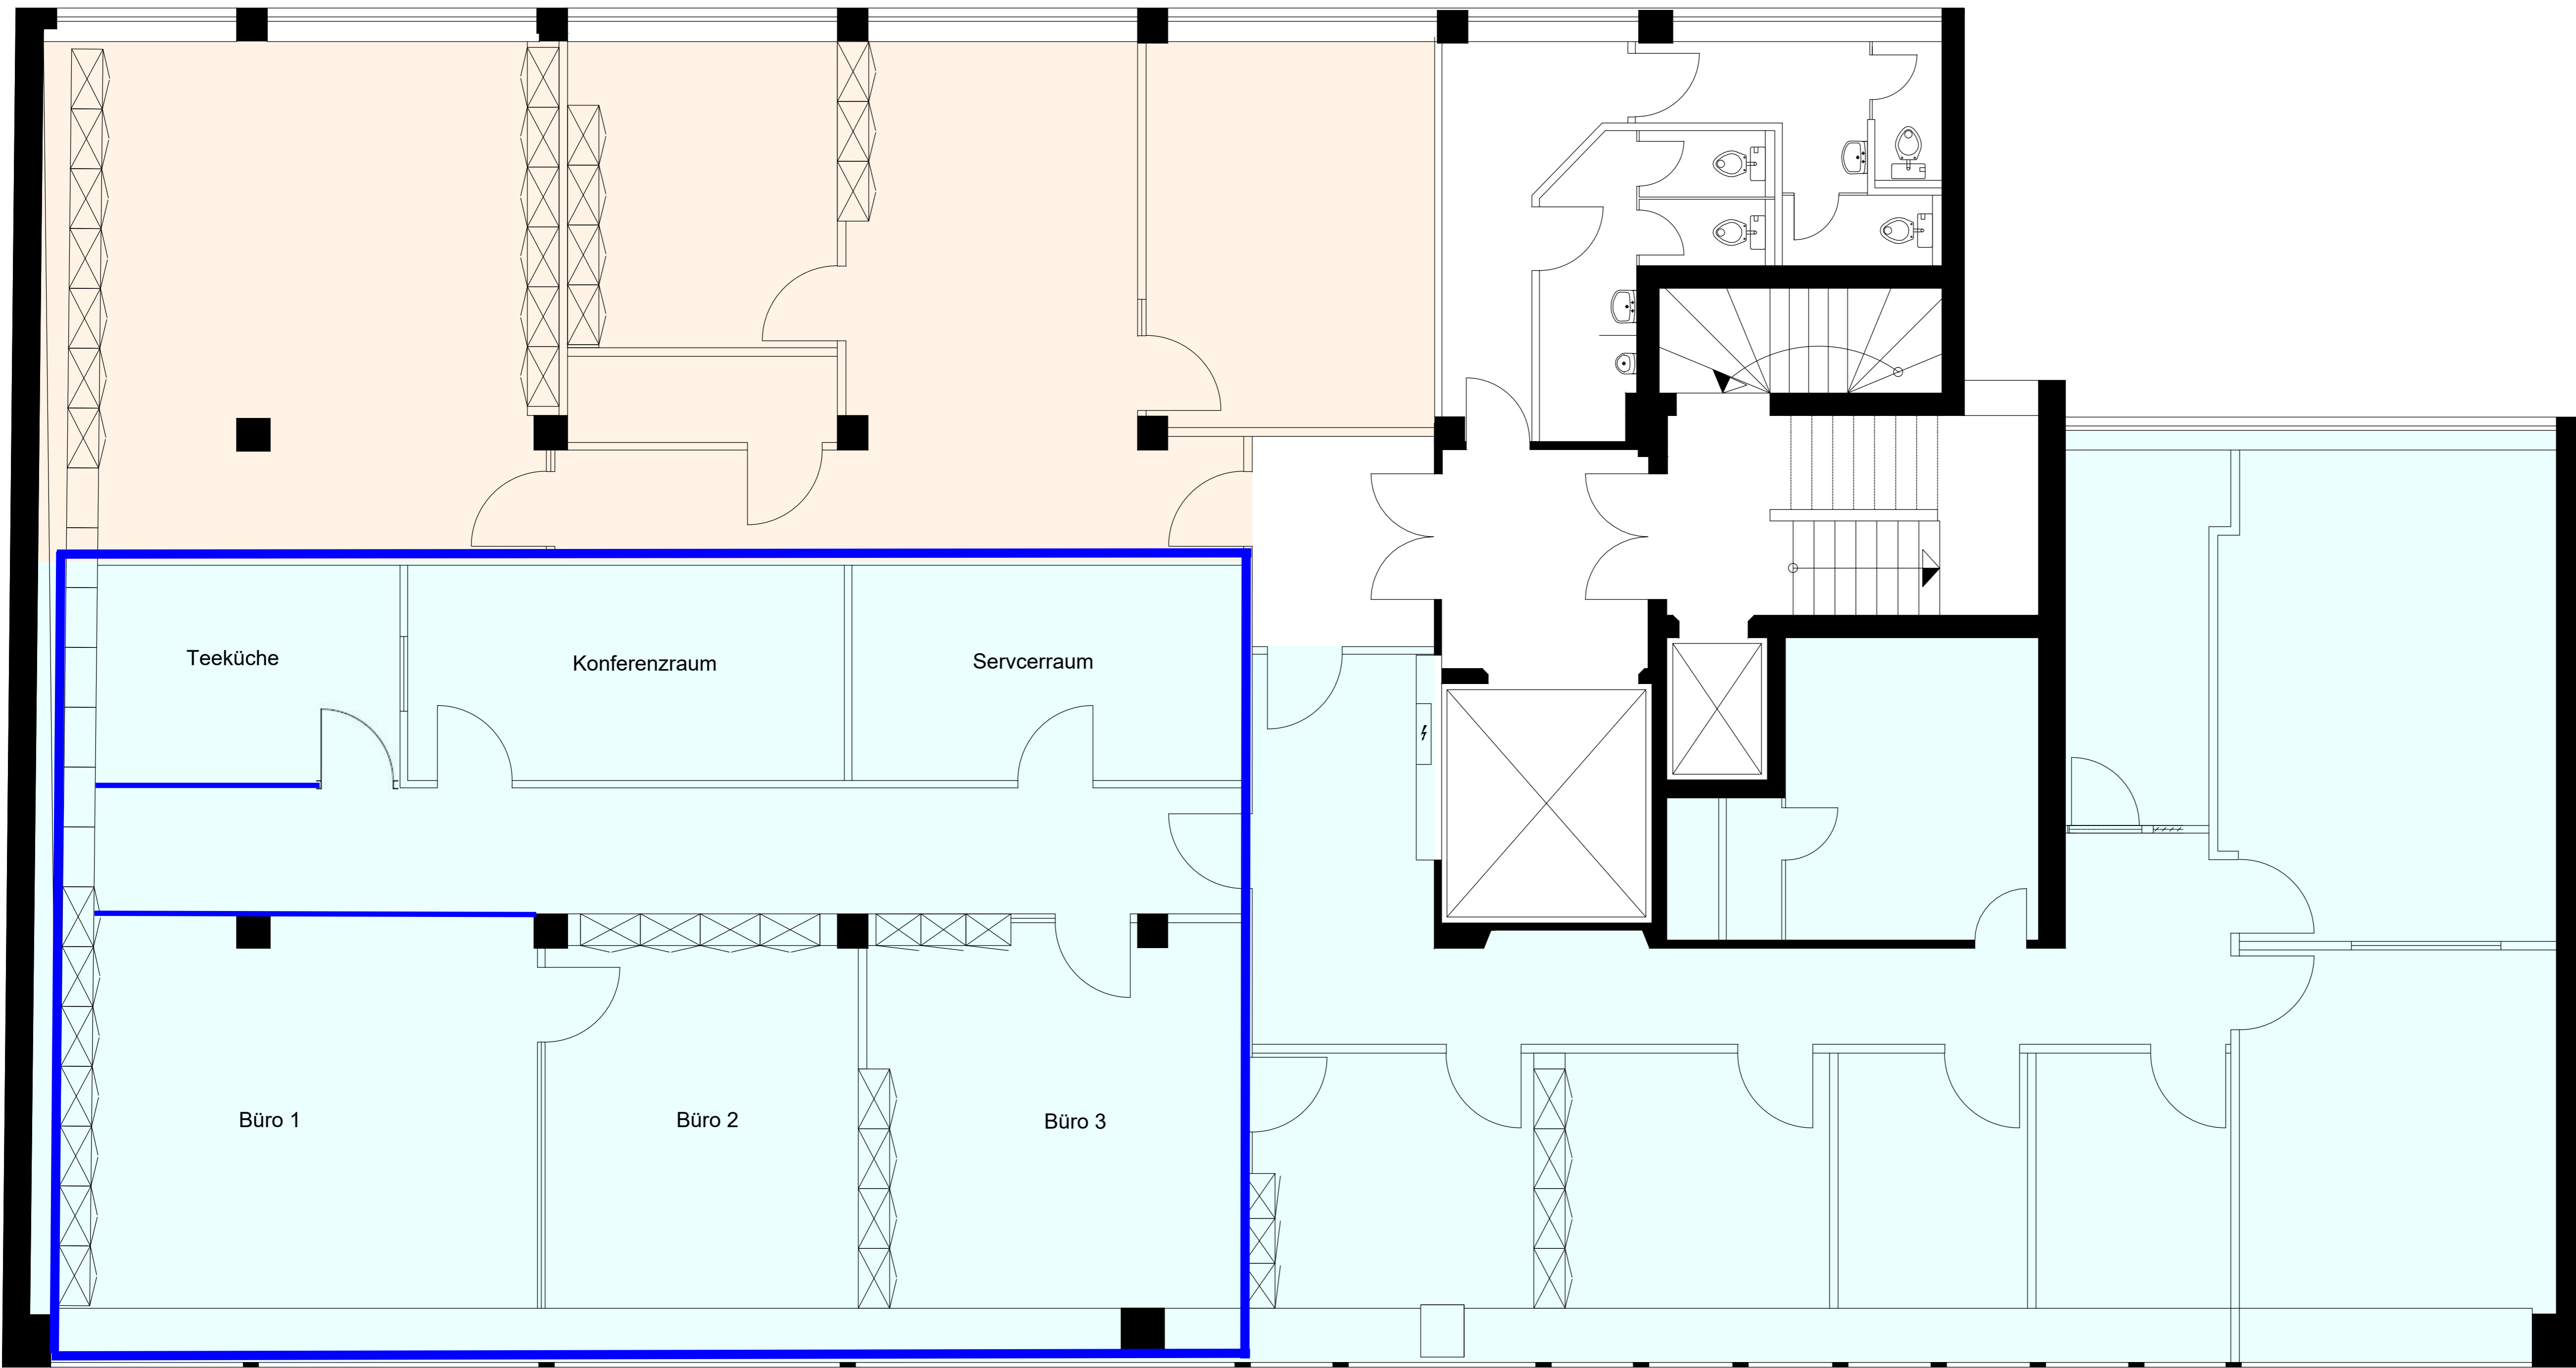 Teeküche
Konferenzraum
Servcerraum
Büro 1
Büro 2
Büro 3